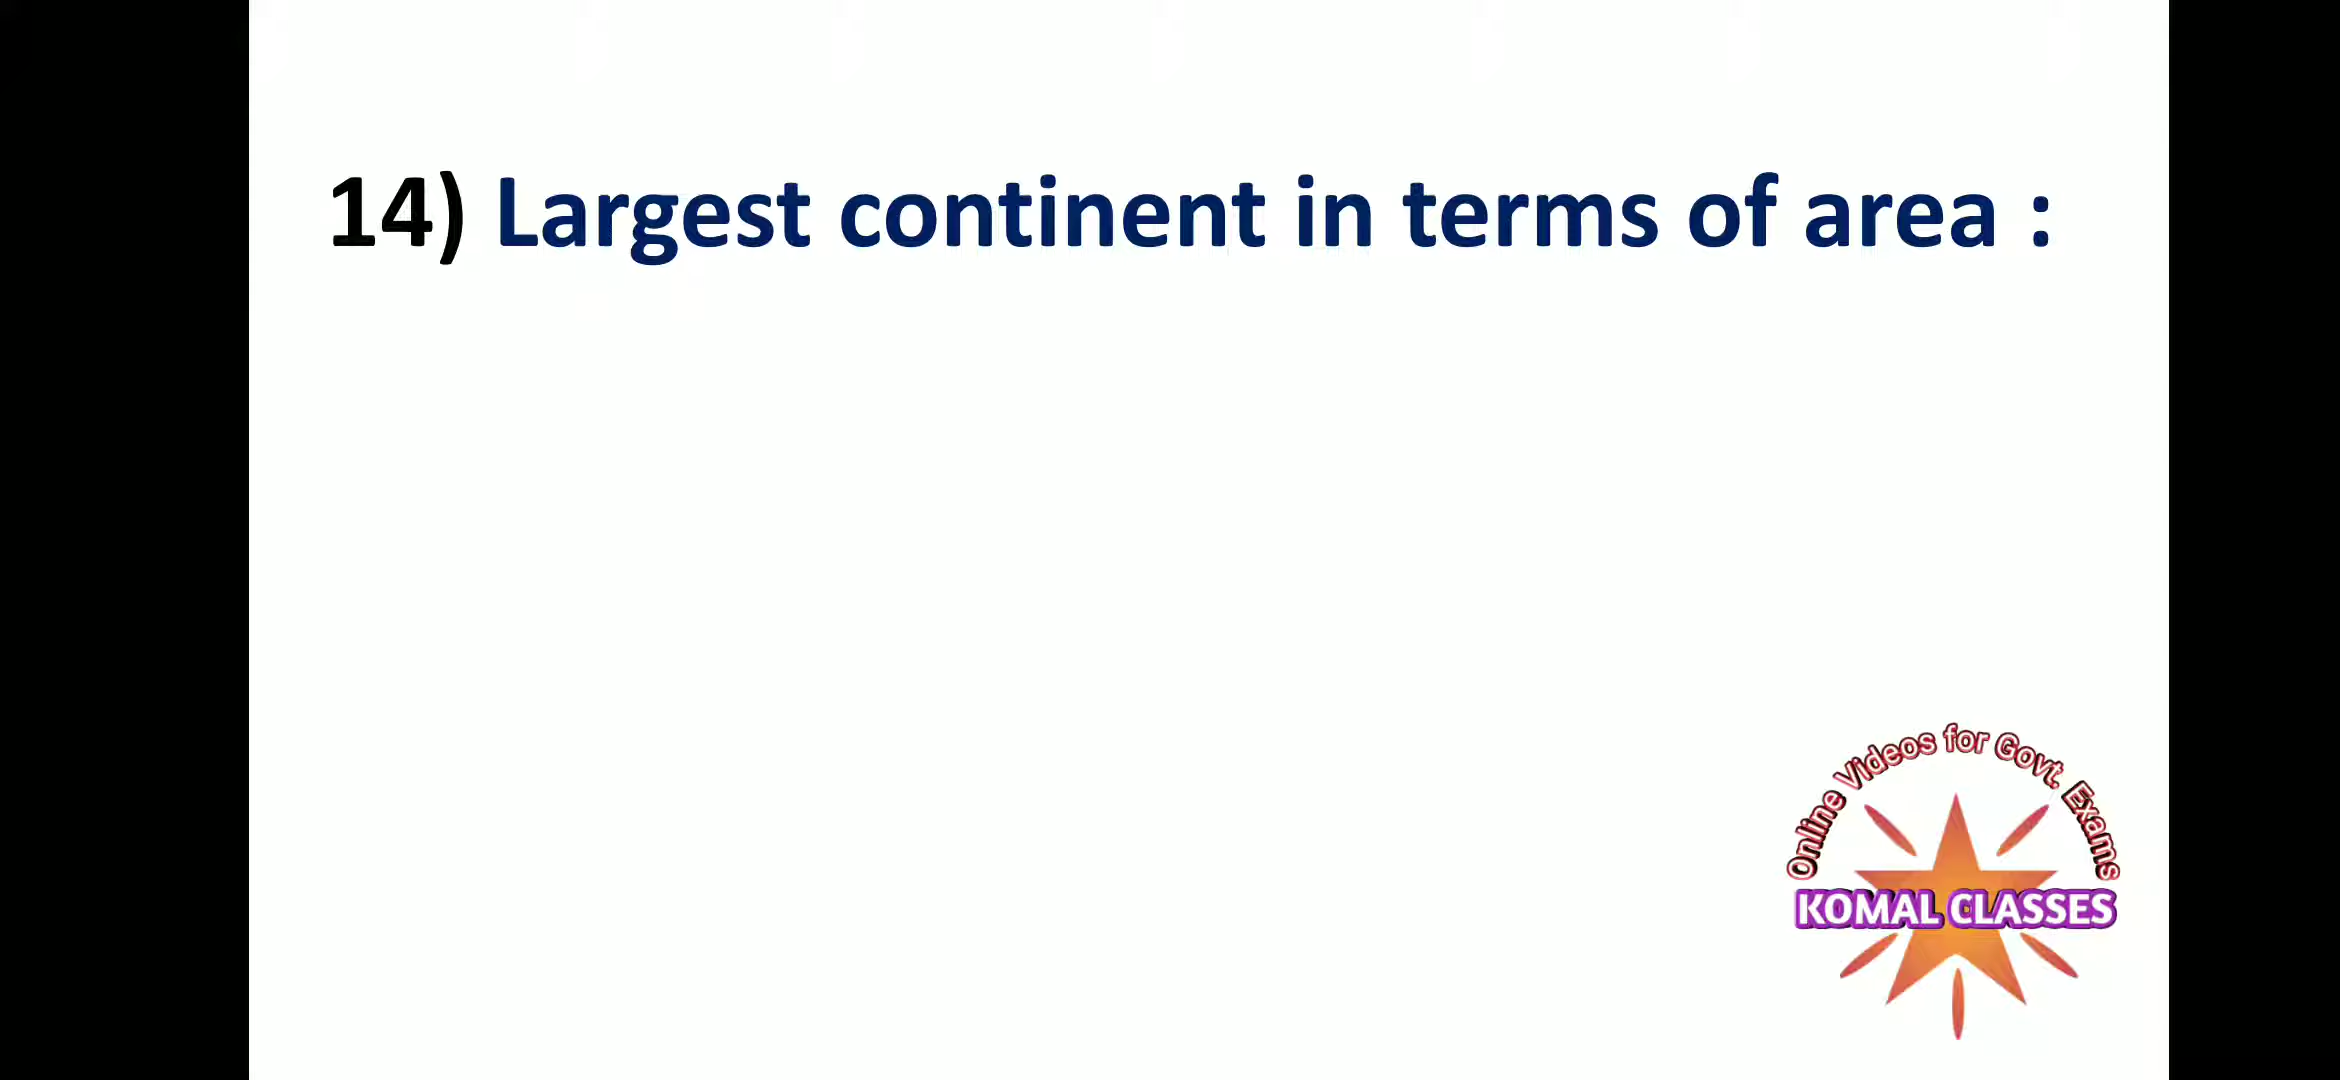 14) Largest continent in terms of area :
Online Videos for Govt. Exams
KOMAL CLASSES